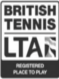 BRITISH
TENNIS
LTA
REGISTERED
PLACE TO PLAY